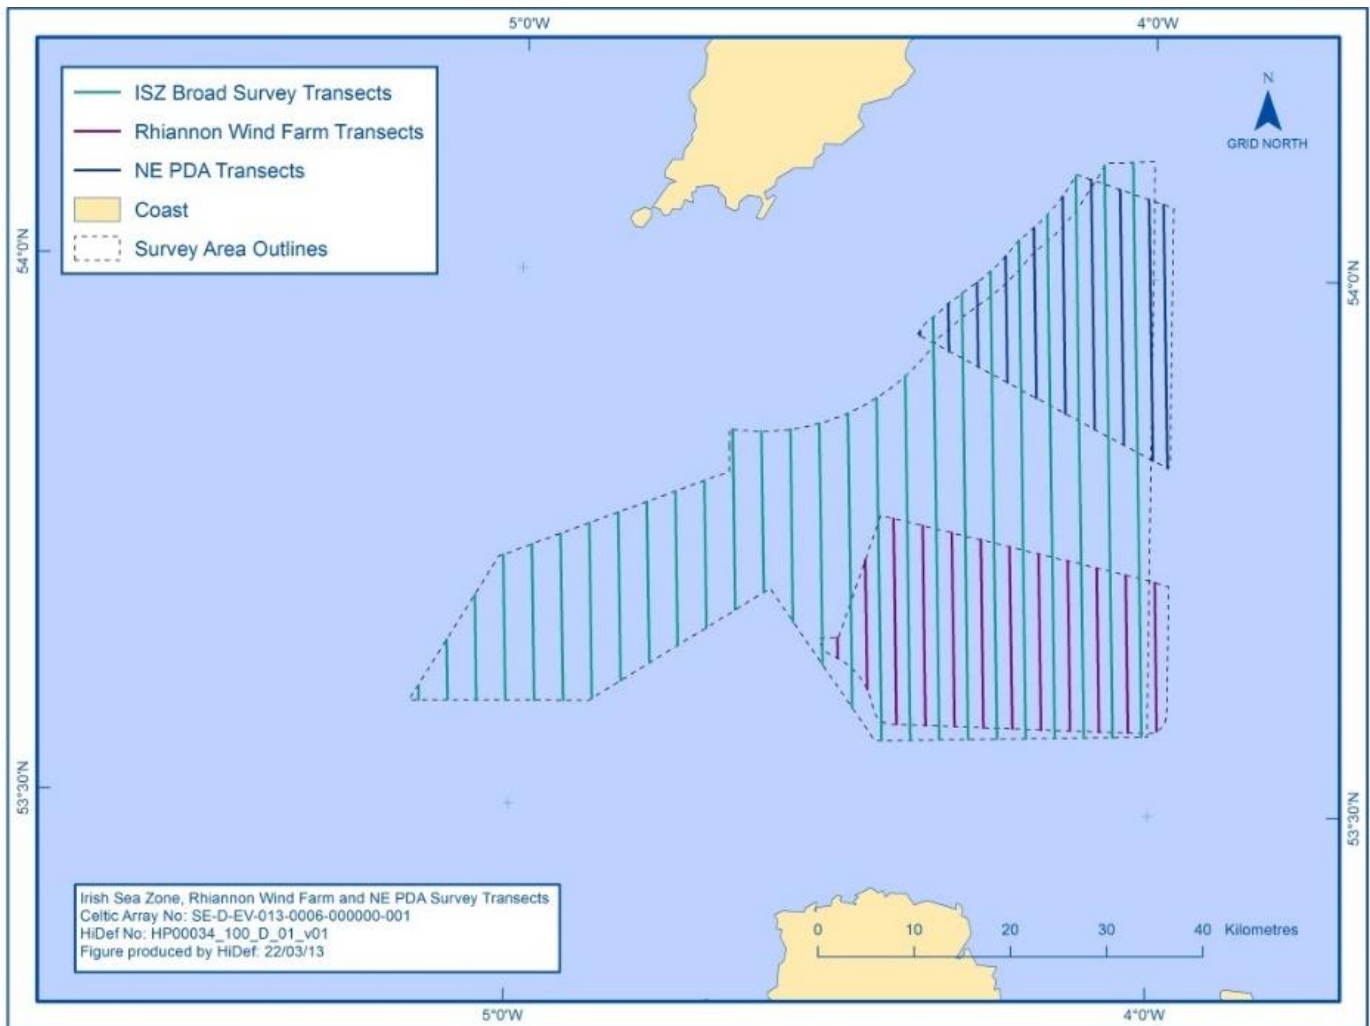 5°0'W
4°0'W
ISZ Broad Survey Transects
Rhiannon Wind Farm Transects
NE PDA Transects
Coast
Survey Area Outlines
N
GRID NORTH
54°0'N
54°0'N
53°30'N
53°30'N
Irish Sea Zone, Rhiannon Wind Farm and NE PDA Survey Transects
Celtic Array No: SE-D-EV-013-0006-000000-001
HiDef No: HP00034_100_D_01_v01
Figure produced by HiDef: 22/03/13
0 10 20 30 40 Kilometres
5°0'W
4°0'W